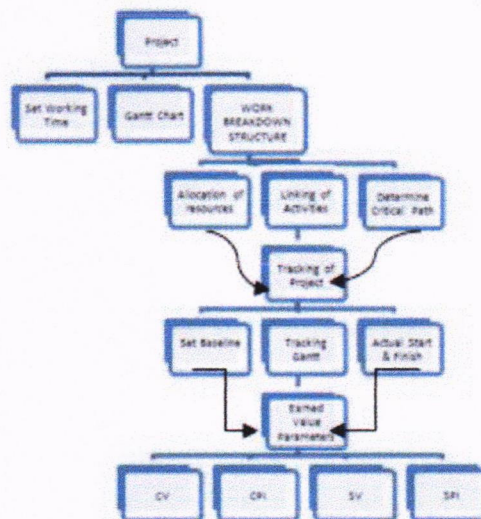 Project
Set Working
Time
Gantt Chart
WORK
BREAKDOWN
STRUCTURE
Allocation of
resources
Linking of
Activities
Determine
Critical Path
Tracking of
Project
Set Baseline
Tracking
Gantt
Actual Start
& Finish
Earned
Value
Parameters
CV
CPI
SV
SPI